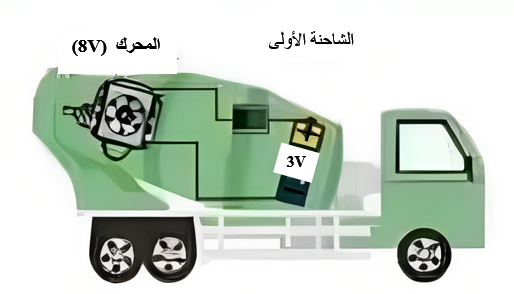 الشاحنة الأولى
المحرك (8V)
+
3V